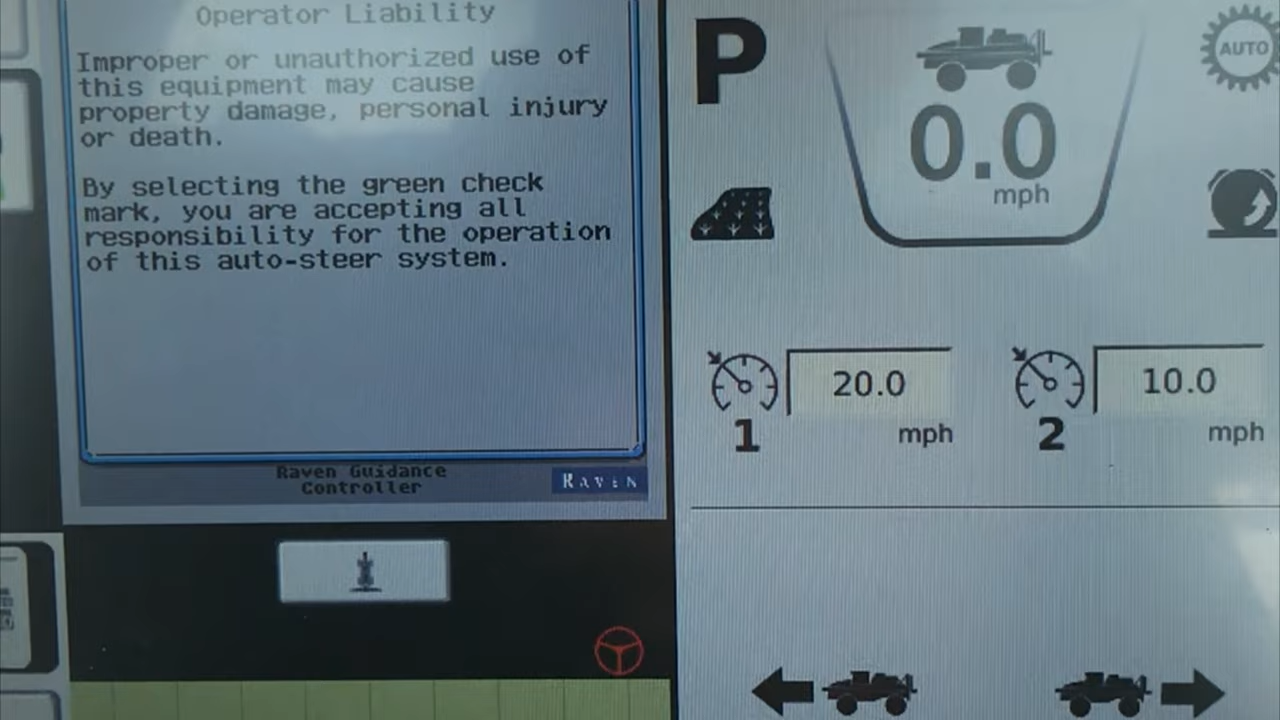 Operator Liability
Improper or unauthorized use of
this equipment may cause
property damage, personal injury
or death.
By selecting the green check
mark, you are accepting all
responsibility for the operation
of this auto-steer system.
Raven Guidance
Controller
RAVEN
P
0.0
mph
AUTO
20.0
1
mph
10.0
2
mph